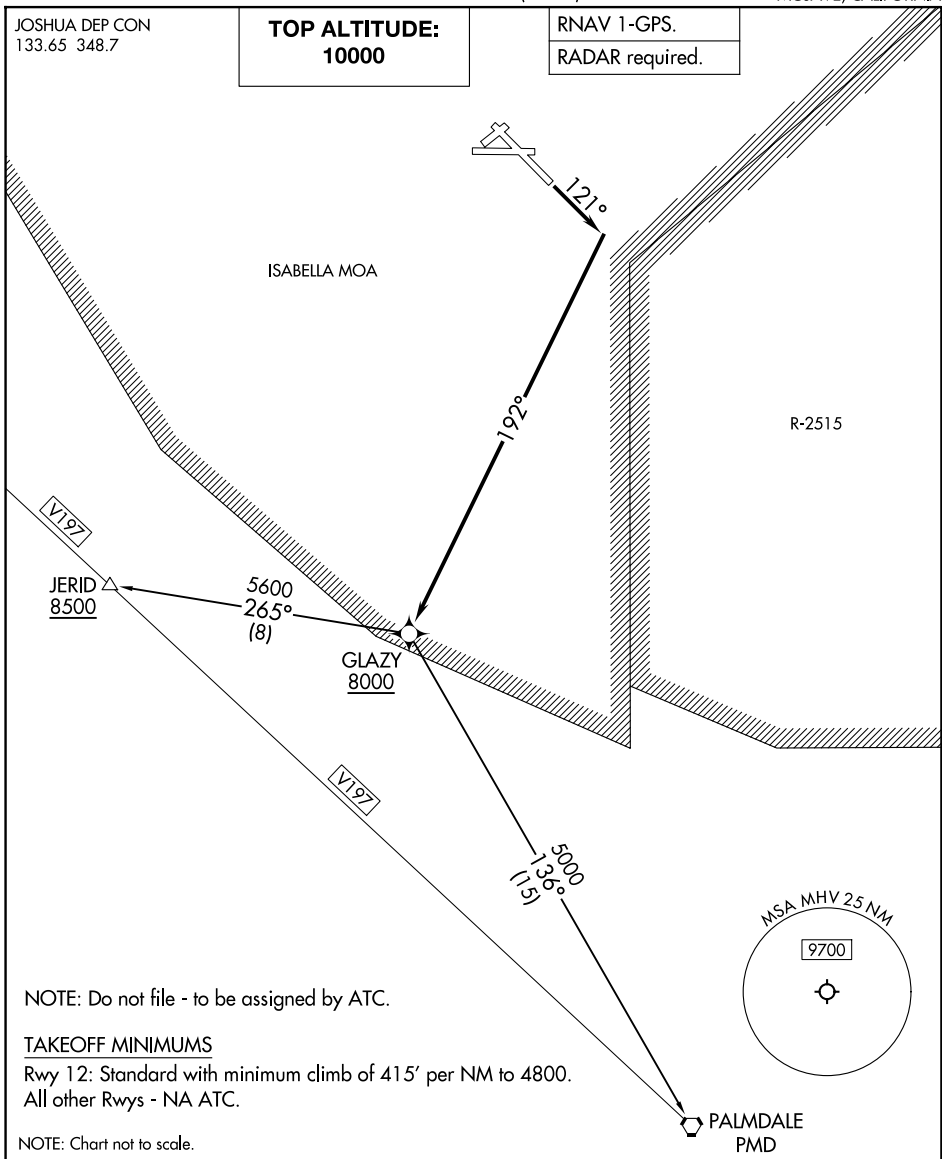 JOSHUA DEP CON
133.65 348.7
TOP ALTITUDE:
10000
RNAV 1-GPS.
RADAR required.
121°
ISABELLA MOA
192°
R-2515
V197
JERID
8500
5600
265°
(8)
GLAZY
8000
V197
5000
136°
(15)
MSA MHV 25 NM
9700
NOTE: Do not file - to be assigned by ATC.
TAKEOFF MINIMUMS
Rwy 12: Standard with minimum climb of 415' per NM to 4800.
All other Rwys - NA ATC.
NOTE: Chart not to scale.
PALMDALE
PMD